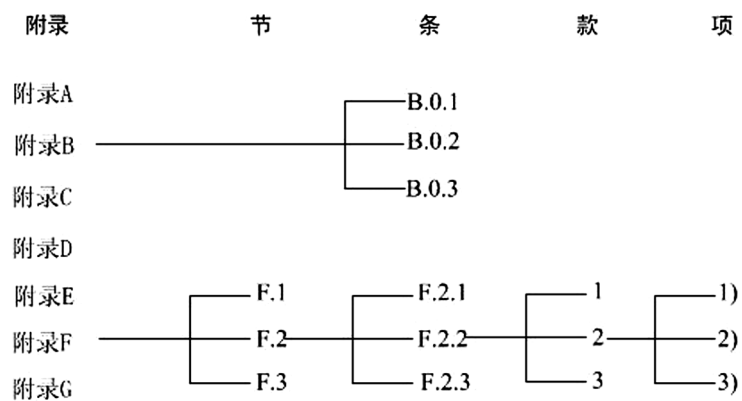 附录 节 条 款 项
附录A
B.0.1
附录B B.0.2
附录C B.0.3
附录D
附录E F.1 F.2.1 1 1)
附录F F.2 F.2.2 2 2)
附录G F.3 F.2.3 3 3)